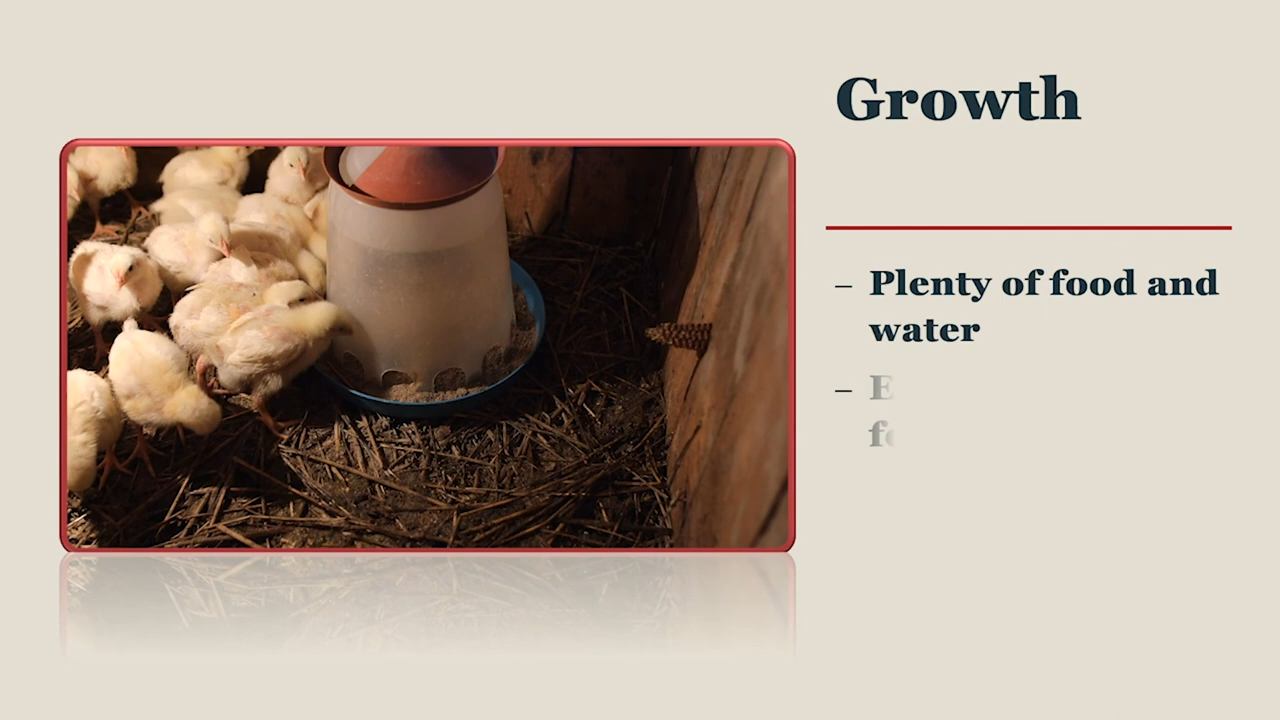 Growth
– Plenty of food and
water
–